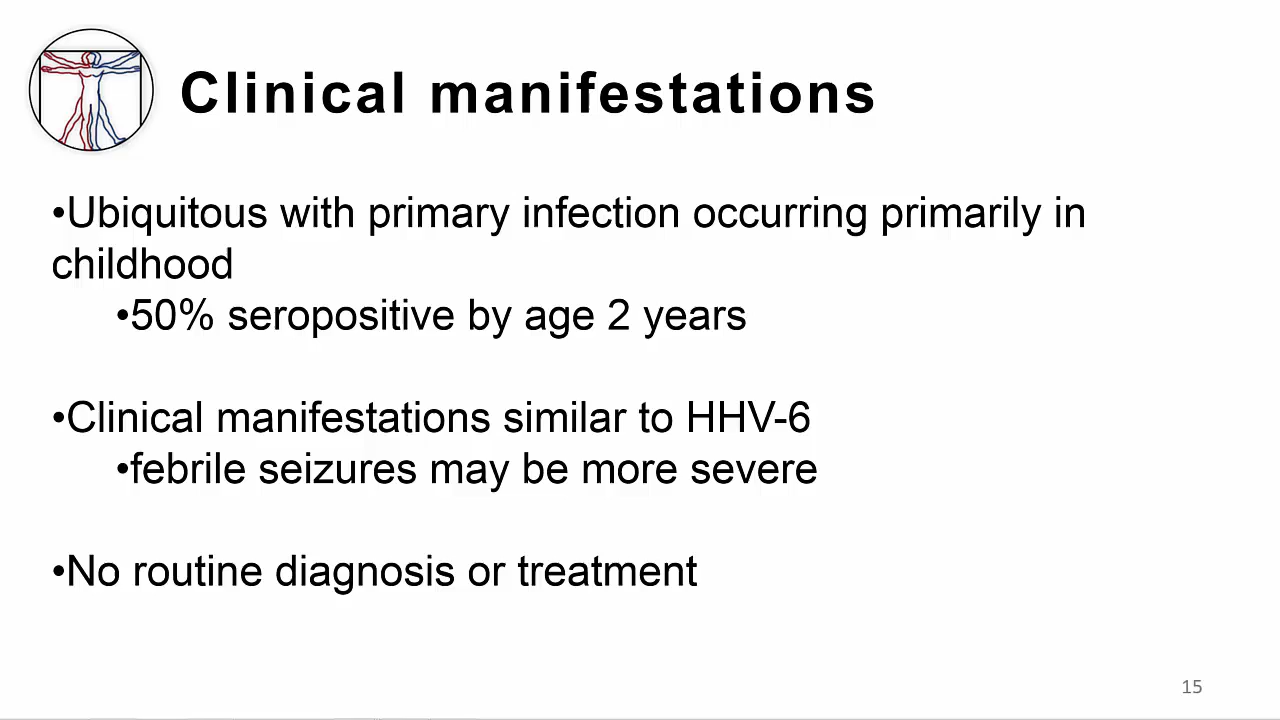 Clinical manifestations
•Ubiquitous with primary infection occurring primarily in
childhood
•50% seropositive by age 2 years
•Clinical manifestations similar to HHV-6
•febrile seizures may be more severe
•No routine diagnosis or treatment
15